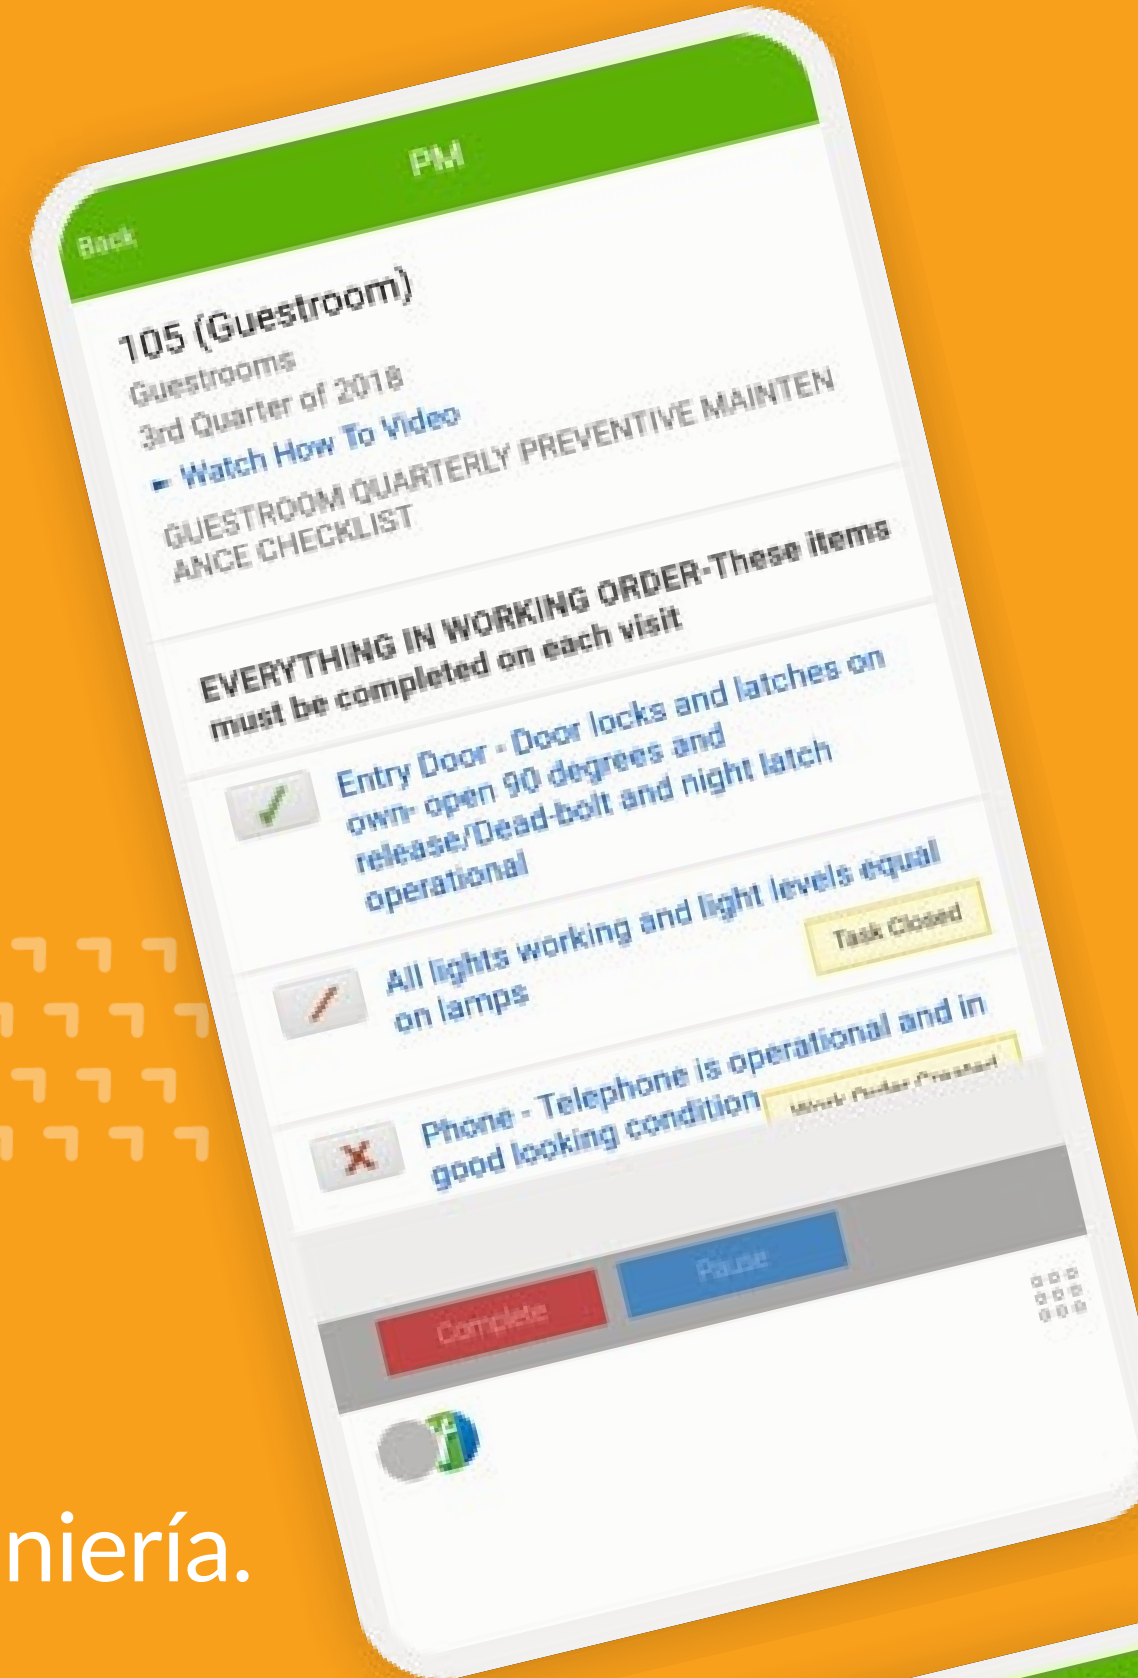 PM
Back
105 (Guestroom)
Guestrooms
3rd Quarter of 2018
- Watch How To Video
GUESTROOM QUARTERLY PREVENTIVE MAINTEN
ANCE CHECKLIST
EVERYTHING IN WORKING ORDER-These items
must be completed on each visit
Entry Door - Door locks and latches on
own- open 90 degrees and
release/Dead-bolt and night latch
operational
All lights working and light levels equal
on lamps
Task Closed
Phone - Telephone is operational and in
good looking condition
Work Order Created
Complete
Pause
niería.